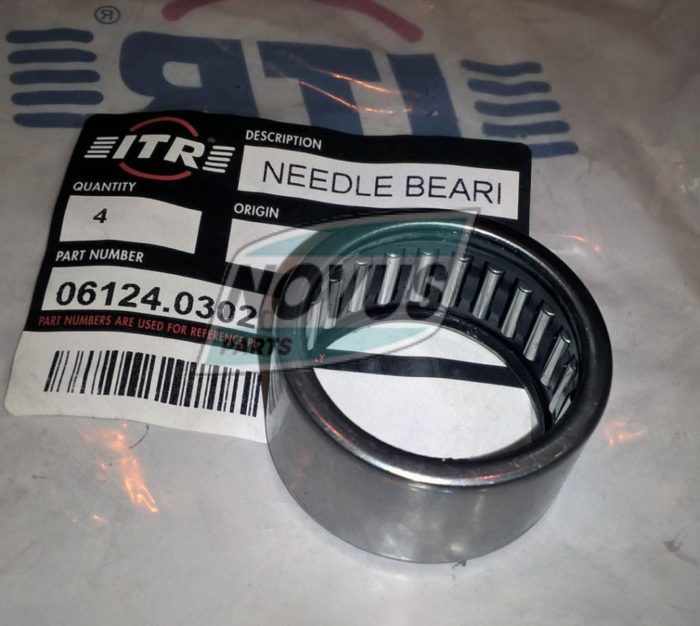 ITR
ITR®
DESCRIPTION
NEEDLE BEARI
QUANTITY
4
ORIGIN
PART NUMBER
06124.0302
PART NUMBERS ARE USED FOR REFERENCE
NOVUS
PARTS